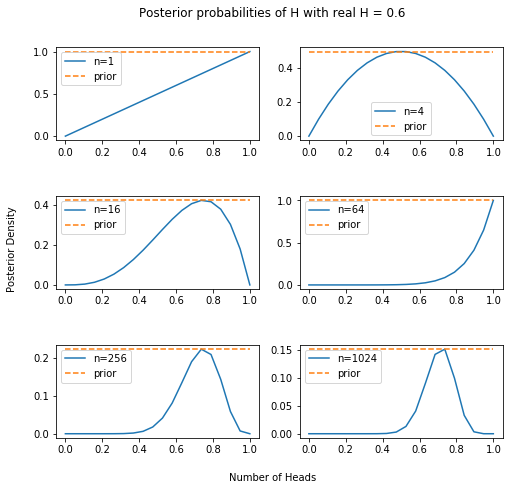 Posterior probabilities of H with real H = 0.6
1.0
0.5
0.0
n=1
prior
0.0 0.2 0.4 0.6 0.8 1.0
0.4
0.2
0.0
n=4
prior
0.0 0.2 0.4 0.6 0.8 1.0
Posterior Density
0.4
0.2
0.0
n=16
prior
0.0 0.2 0.4 0.6 0.8 1.0
1.0
0.5
0.0
n=64
prior
0.0 0.2 0.4 0.6 0.8 1.0
0.2
0.1
0.0
n=256
prior
0.0 0.2 0.4 0.6 0.8 1.0
0.15
0.10
0.05
0.00
n=1024
prior
0.0 0.2 0.4 0.6 0.8 1.0
Number of Heads